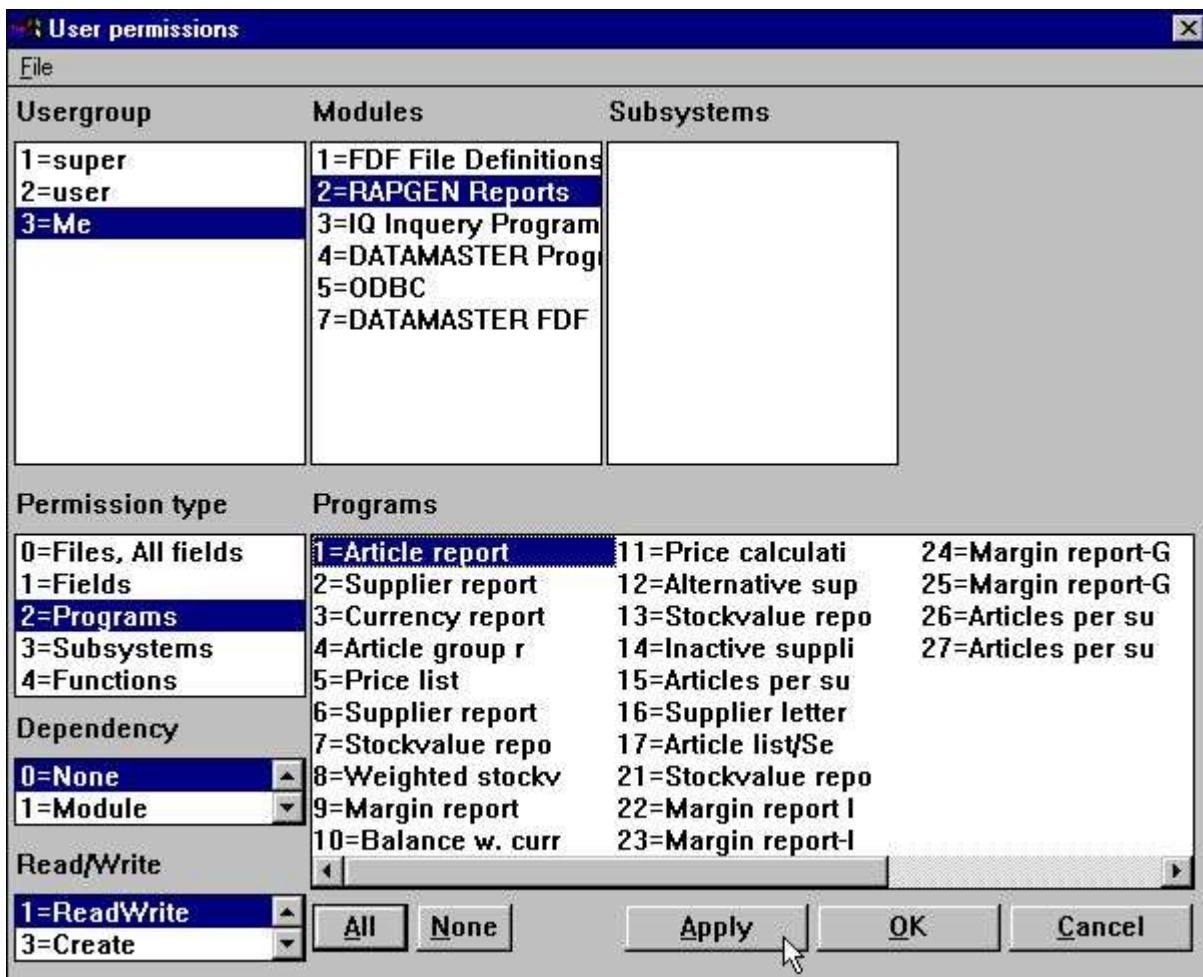 User permissions
File
Usergroup
Modules
Subsystems
1=super
2=user
3=Me
1=FDF File Definitions
2=RAPGEN Reports
3=IQ Inquery Program
4=DATAMASTER Progr
5=ODBC
7=DATAMASTER FDF
Permission type
0=Files, All fields
1=Fields
2=Programs
3=Subsystems
4=Functions
Dependency
0=None
1=Module
Read/Write
1=ReadWrite
3=Create
Programs
1=Article report
2=Supplier report
3=Currency report
4=Article group r
5=Price list
6=Supplier report
7=Stockvalue repo
8=Weighted stockv
9=Margin report
10=Balance w. curr
11=Price calculati
12=Alternative sup
13=Stockvalue repo
14=Inactive suppli
15=Articles per su
16=Supplier letter
17=Article list/Se
21=Stockvalue repo
22=Margin report I
23=Margin report-I
24=Margin report-G
25=Margin report-G
26=Articles per su
27=Articles per su
All
None
Apply
OK
Cancel